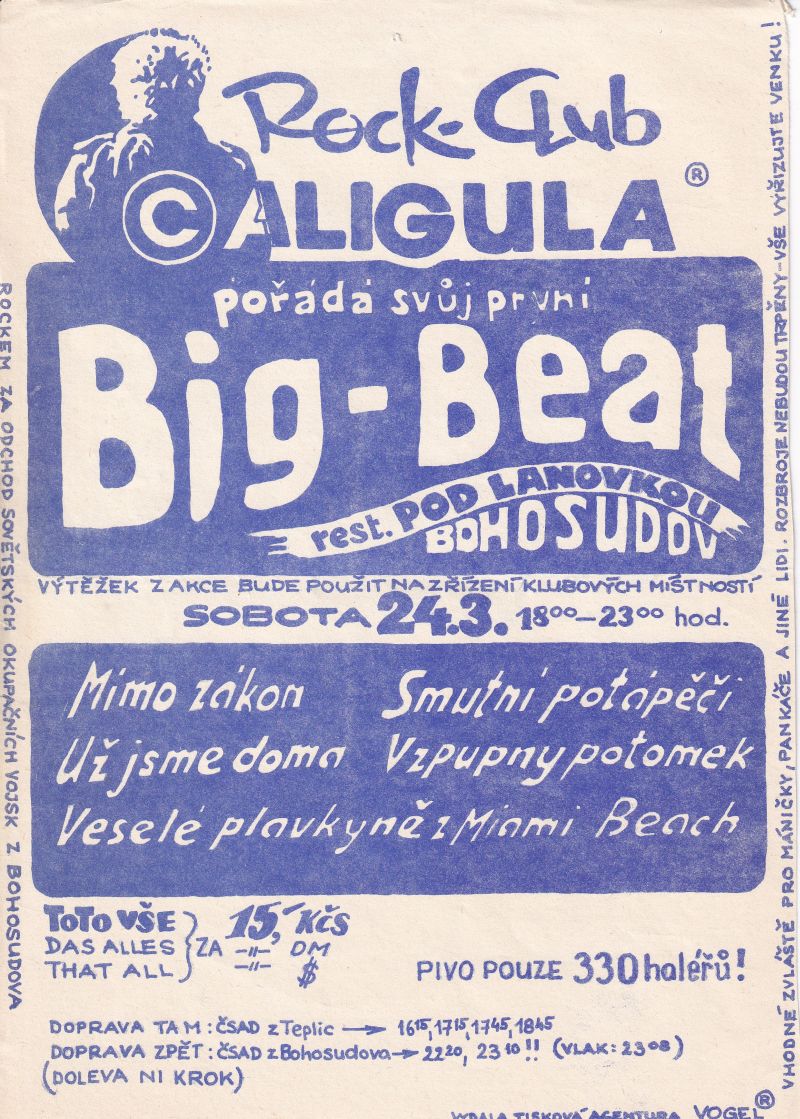 Rock-Club
©ALIGULA ®
pořádá svůj první
Big-Beat
rest. POD LANOVKOU
BOHOSUDOV
VÝTĚŽEK Z AKCE BUDE POUŽIT NA ZŘÍZENÍ KLUBOVÝCH MÍSTNOSTÍ
SOBOTA 24.3. 18⁰⁰–23⁰⁰ hod.
Mimo zákon
Smutní potápěči
Už jsme doma
Vzpupny potomek
Veselé plavkyně z Miami Beach
TOTO VŠE } ZA 15,- Kčs
DAS ALLES -"- DM
THAT ALL -"- $
PIVO POUZE 330 haléřů!
DOPRAVA TAM: ČSAD z Teplic → 16¹⁵, 17¹⁵, 17⁴⁵, 18⁴⁵
DOPRAVA ZPĚT: ČSAD z Bohosudova → 22²⁰, 23¹⁰!! (VLAK: 23⁰⁸)
(DOLEVA NI KROK)
VYDALA TISKOVÁ AGENTURA VOGEL ®
ROCKEM ZA ODCHOD SOVĚTSKÝCH OKUPAČNÍCH VOJSK Z BOHOSUDOVA
VHODNÉ ZVLÁŠTĚ PRO MÁNIČKY, PANKÁČE A JINÉ LIDI. ROZBROJE NEBUDOU TRPĚNY-VŠE VYŘIZUJTE VENKU!